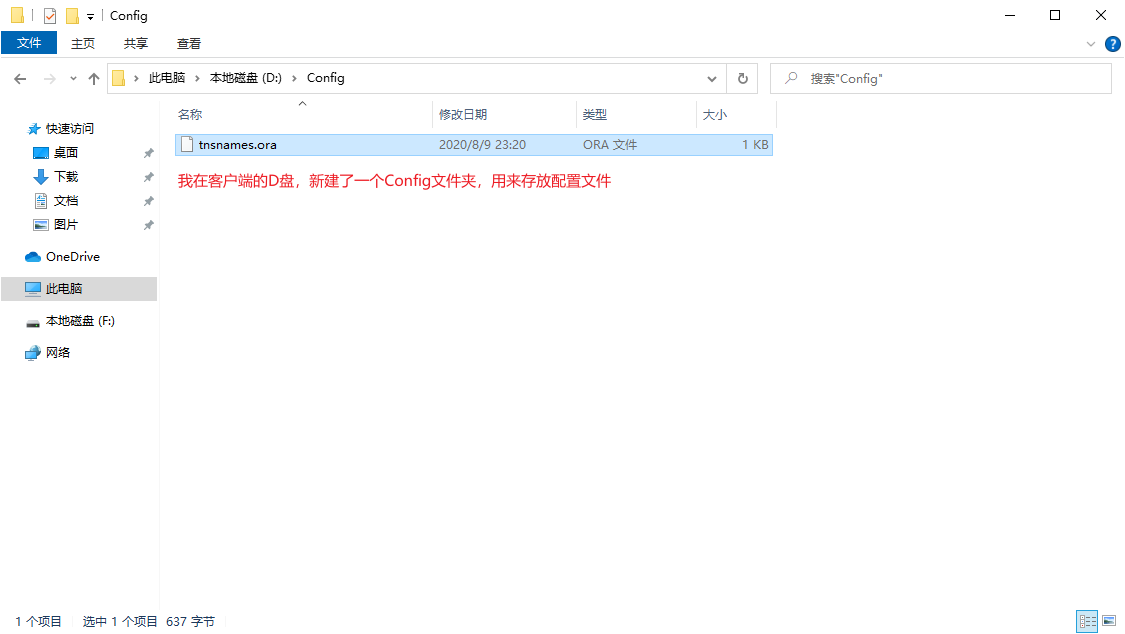 Config
文件 主页 共享 查看
此电脑 本地磁盘 (D:) Config
搜索"Config"
名称 修改日期 类型 大小
tnsnames.ora 2020/8/9 23:20 ORA 文件 1 KB
我在客户端的D盘，新建了一个Config文件夹，用来存放配置文件
快速访问
桌面
下载
文档
图片
OneDrive
此电脑
本地磁盘 (F:)
网络
1 个项目 选中 1 个项目 637 字节